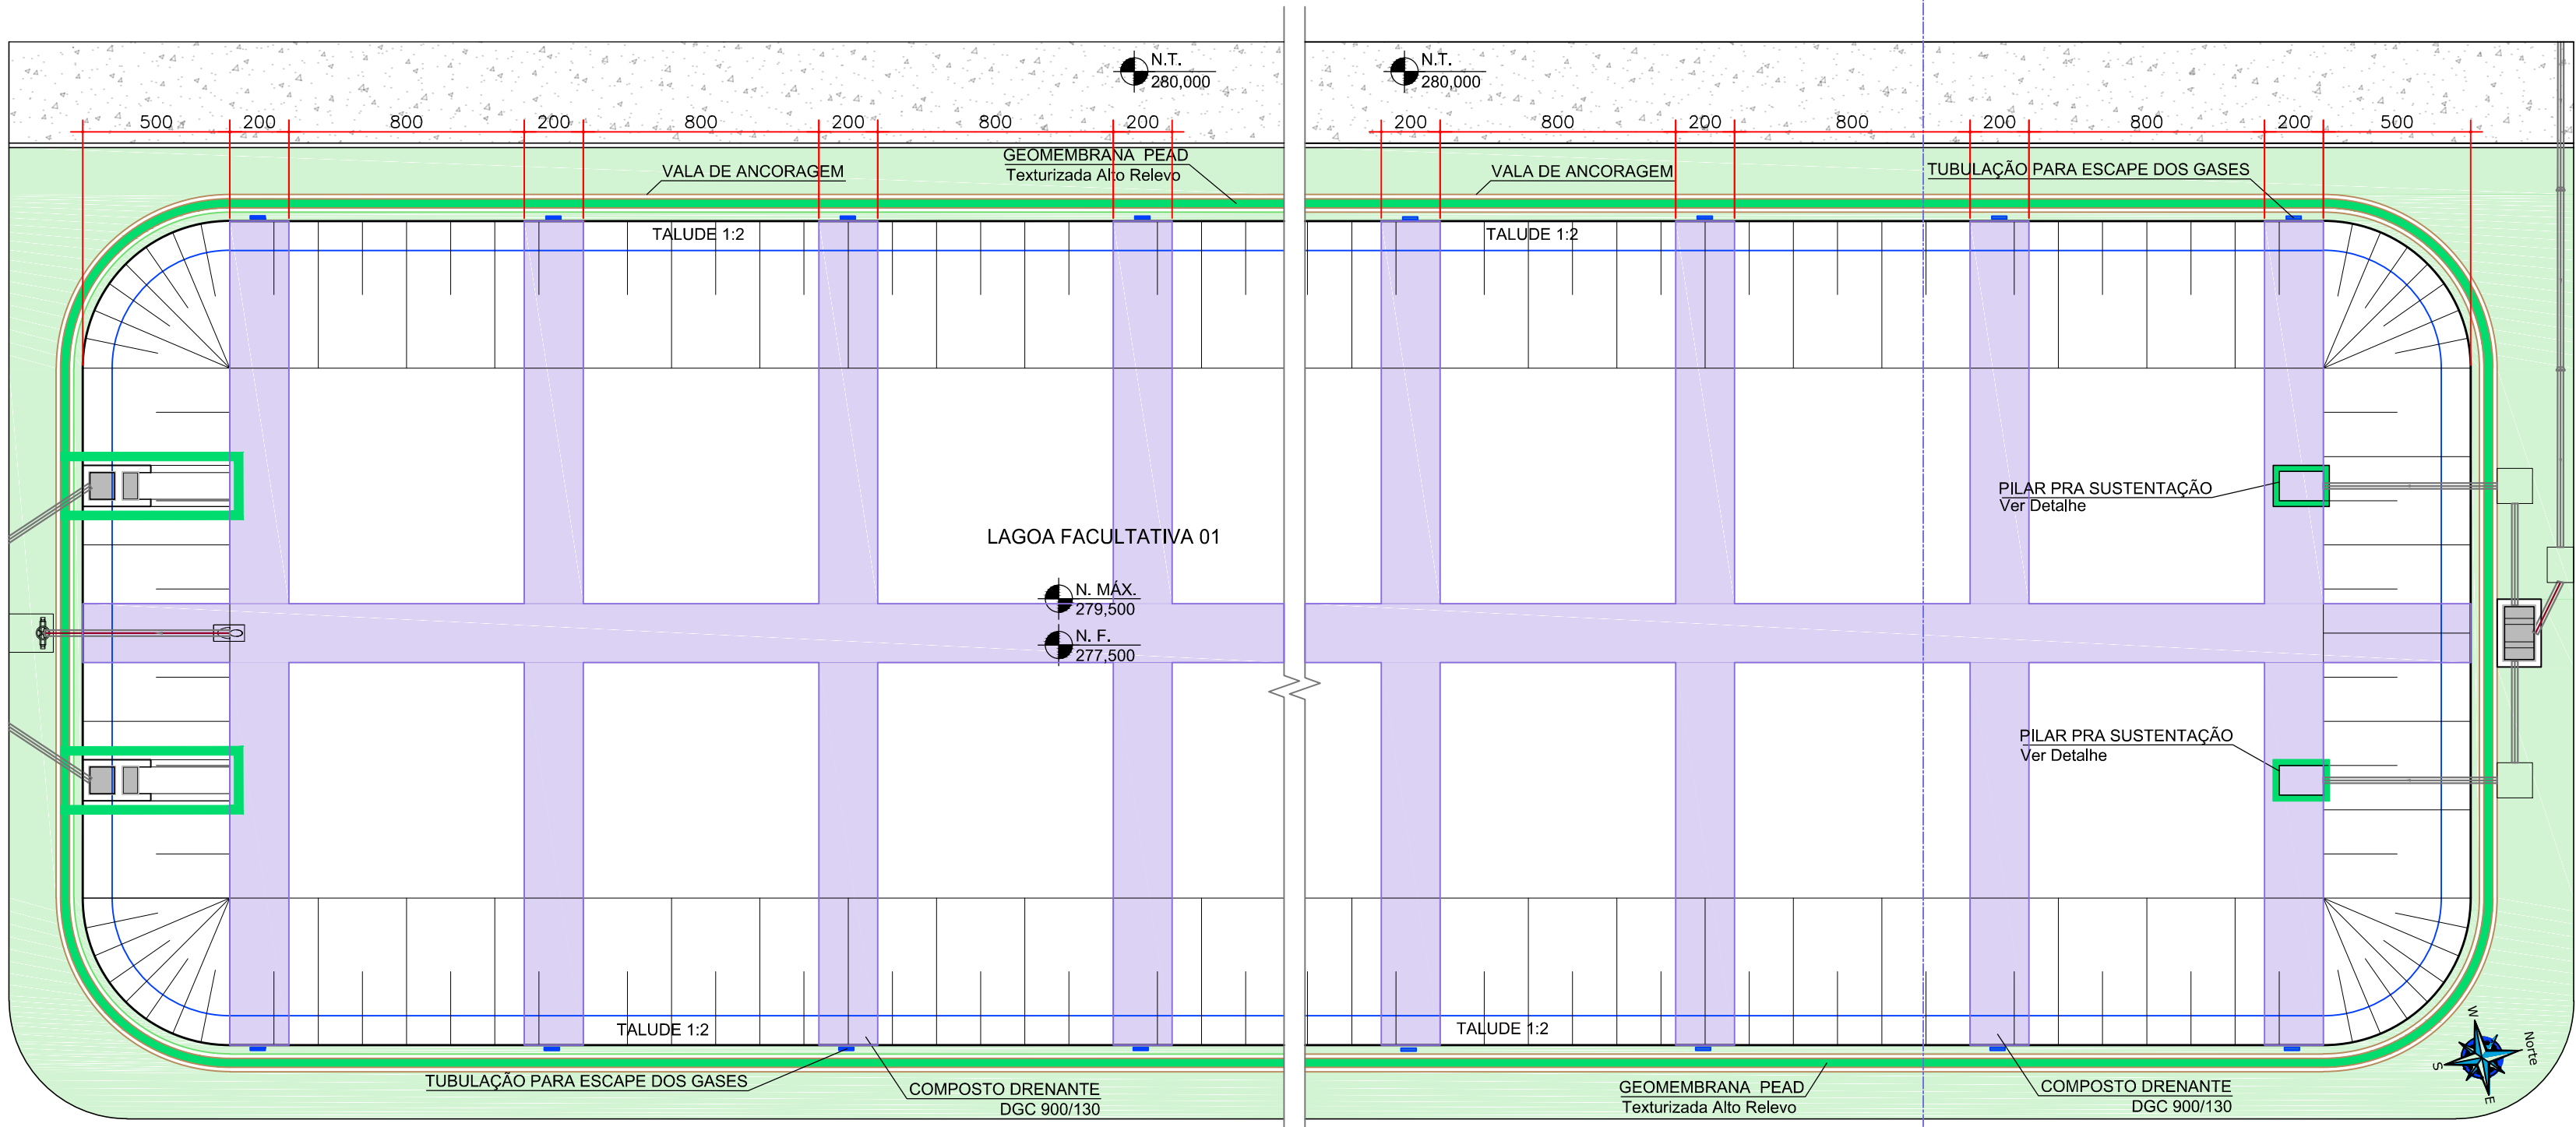 N.T.
280,000
N.T.
280,000
500 200 800 200 800 200 800 200
200 800 200 800 200 800 200 500
GEOMEMBRANA PEAD
Texturizada Alto Relevo
VALA DE ANCORAGEM
VALA DE ANCORAGEM
TUBULAÇÃO PARA ESCAPE DOS GASES
TALUDE 1:2
TALUDE 1:2
PILAR PRA SUSTENTAÇÃO
Ver Detalhe
LAGOA FACULTATIVA 01
N. MÁX.
279,500
N. F.
277,500
PILAR PRA SUSTENTAÇÃO
Ver Detalhe
TALUDE 1:2
TALUDE 1:2
TUBULAÇÃO PARA ESCAPE DOS GASES
COMPOSTO DRENANTE
DGC 900/130
GEOMEMBRANA PEAD
Texturizada Alto Relevo
COMPOSTO DRENANTE
DGC 900/130
W
Norte
S
E